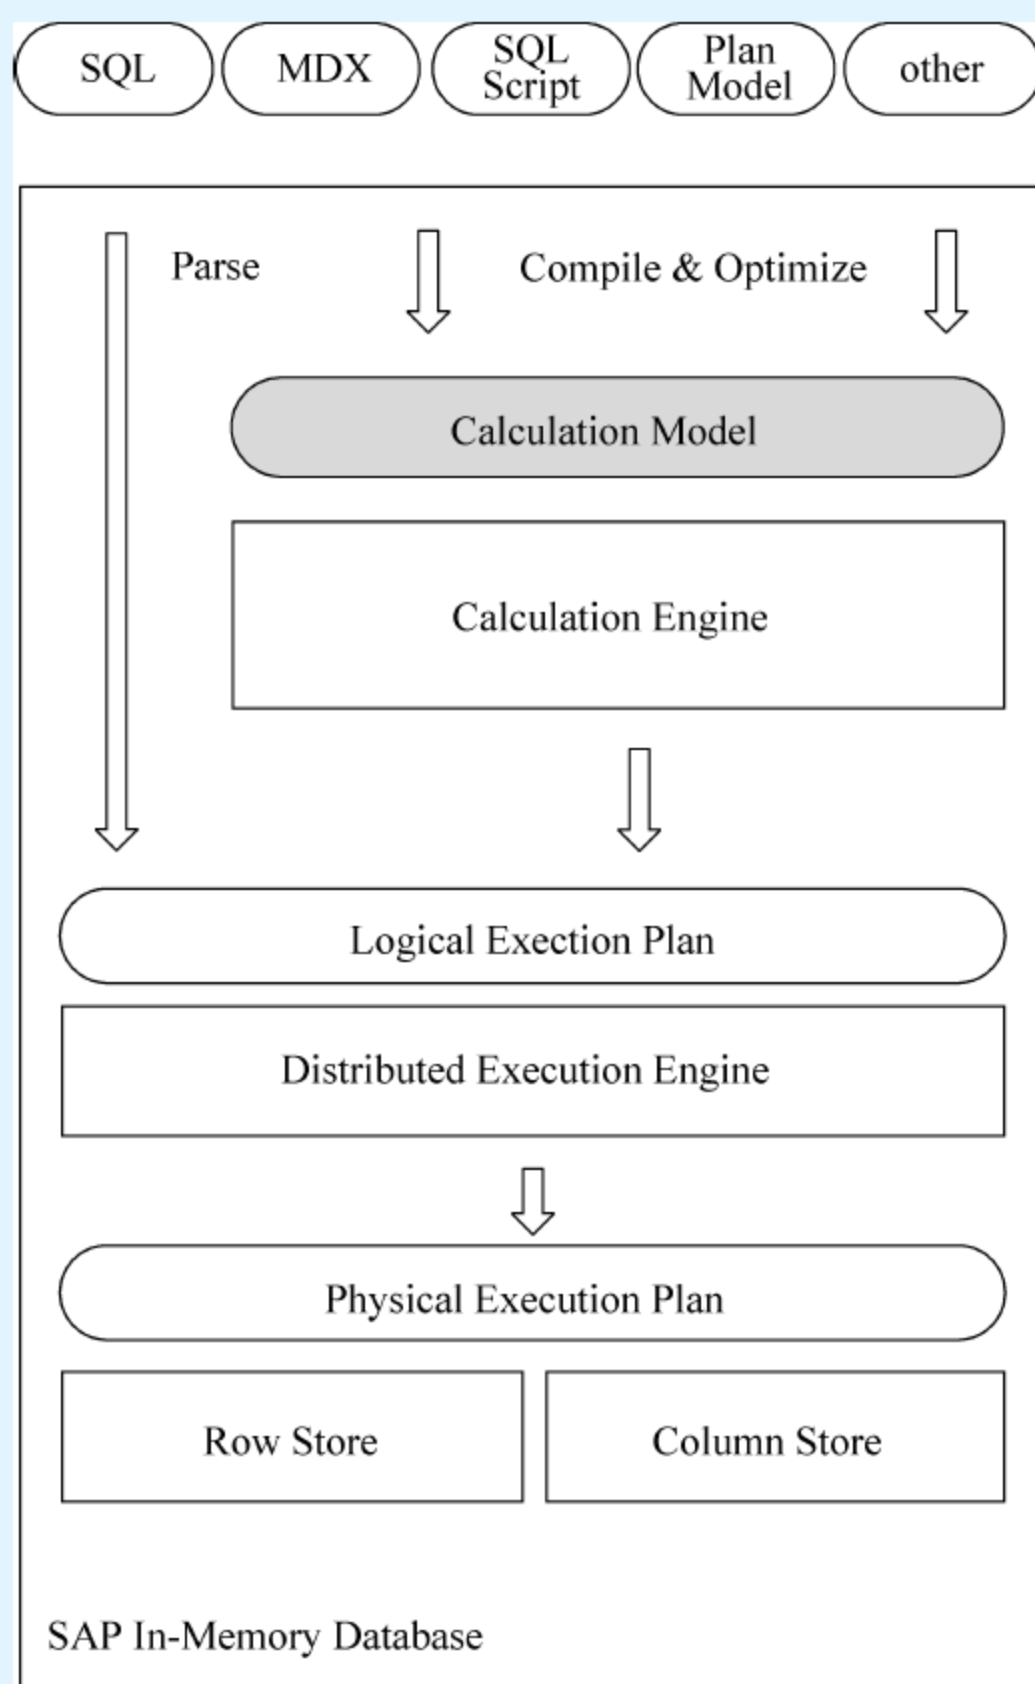 SQL
MDX
SQL
Script
Plan
Model
other
Parse
Compile & Optimize
Calculation Model
Calculation Engine
Logical Exection Plan
Distributed Execution Engine
Physical Execution Plan
Row Store
Column Store
SAP In-Memory Database